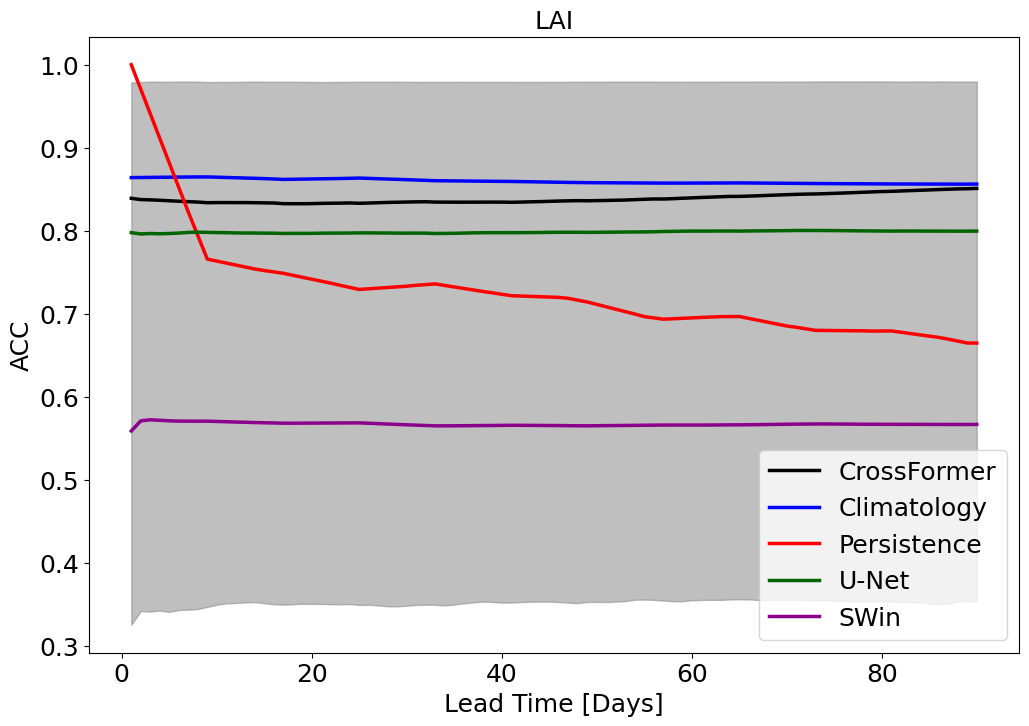 LAI
ACC
1.0
0.9
0.8
0.7
0.6
0.5
0.4
0.3
CrossFormer
Climatology
Persistence
U-Net
SWin
0 20 40 60 80
Lead Time [Days]